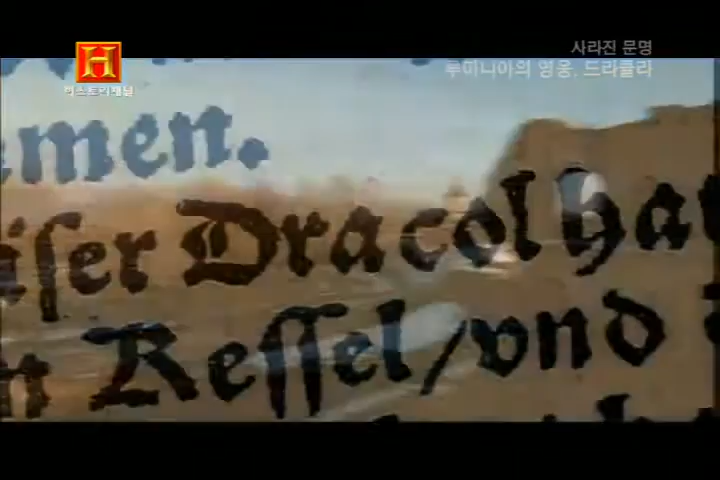 사라진 문명
히스토리채널
루마니아의 영웅, 드라큘라
men.
iſer Dracol hat
n Keſſel/vnd